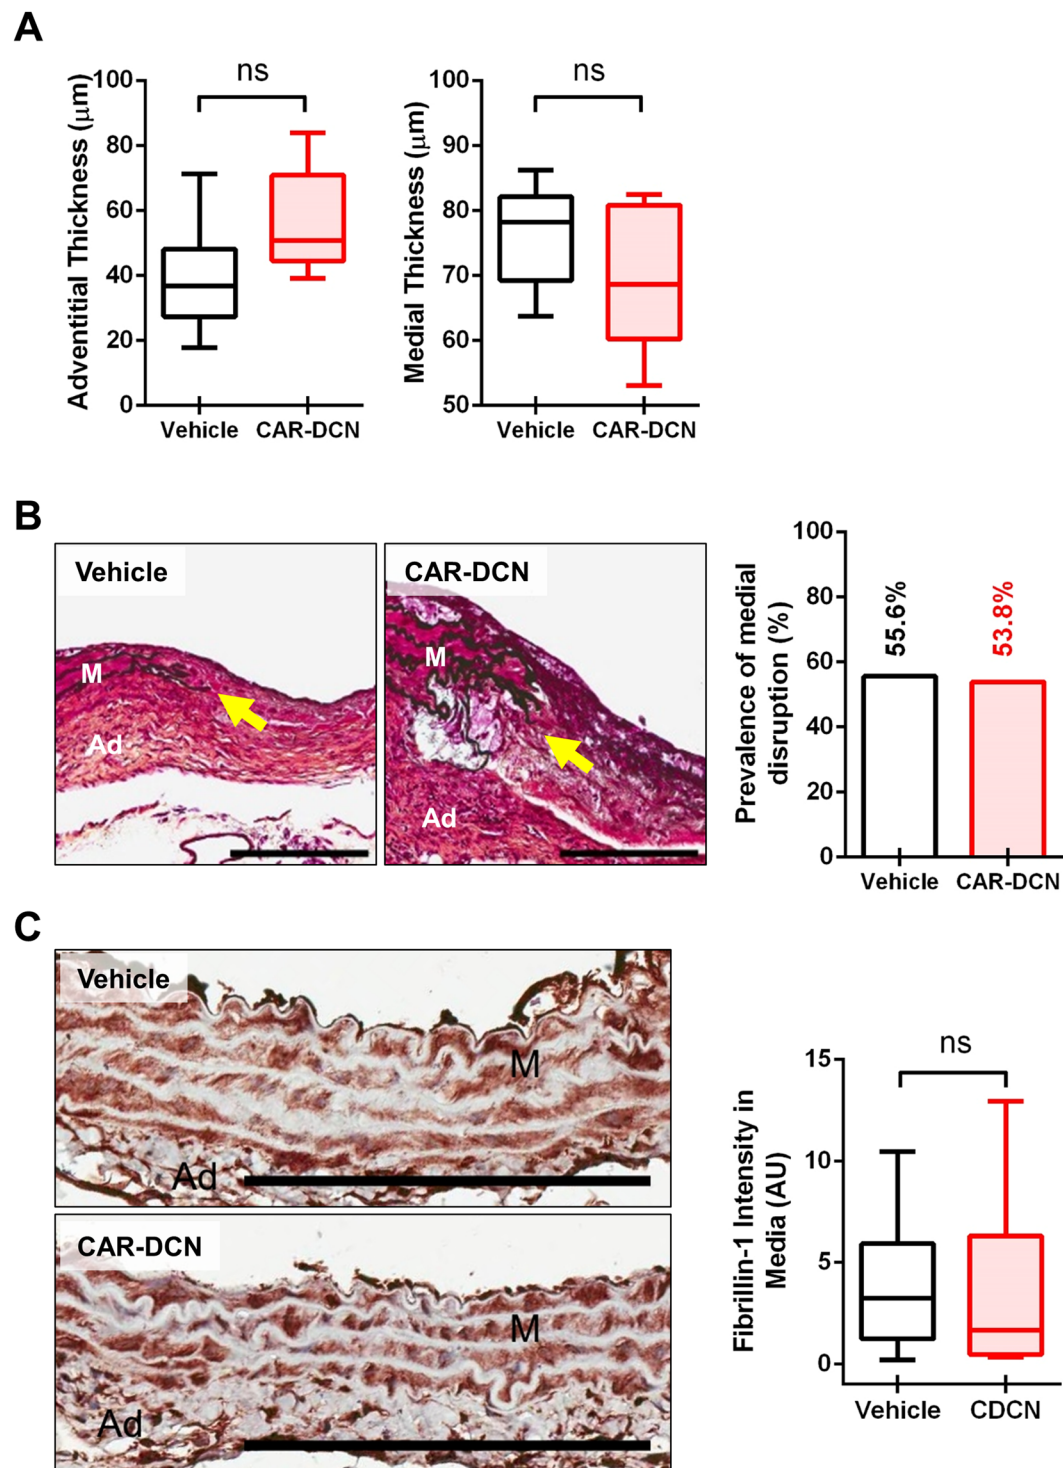 A
Adventitial Thickness (μm)
100
80
60
40
20
0
ns
Vehicle CAR-DCN
Medial Thickness (μm)
100
90
80
70
60
50
ns
Vehicle CAR-DCN
B
Vehicle
M
Ad
CAR-DCN
M
Ad
Prevalence of medial
disruption (%)
100
80
60
40
20
0
55.6%
53.8%
Vehicle CAR-DCN
C
Vehicle
M
Ad
CAR-DCN
M
Ad
Fibrillin-1 Intensity in
Media (AU)
15
10
5
0
ns
Vehicle CDCN